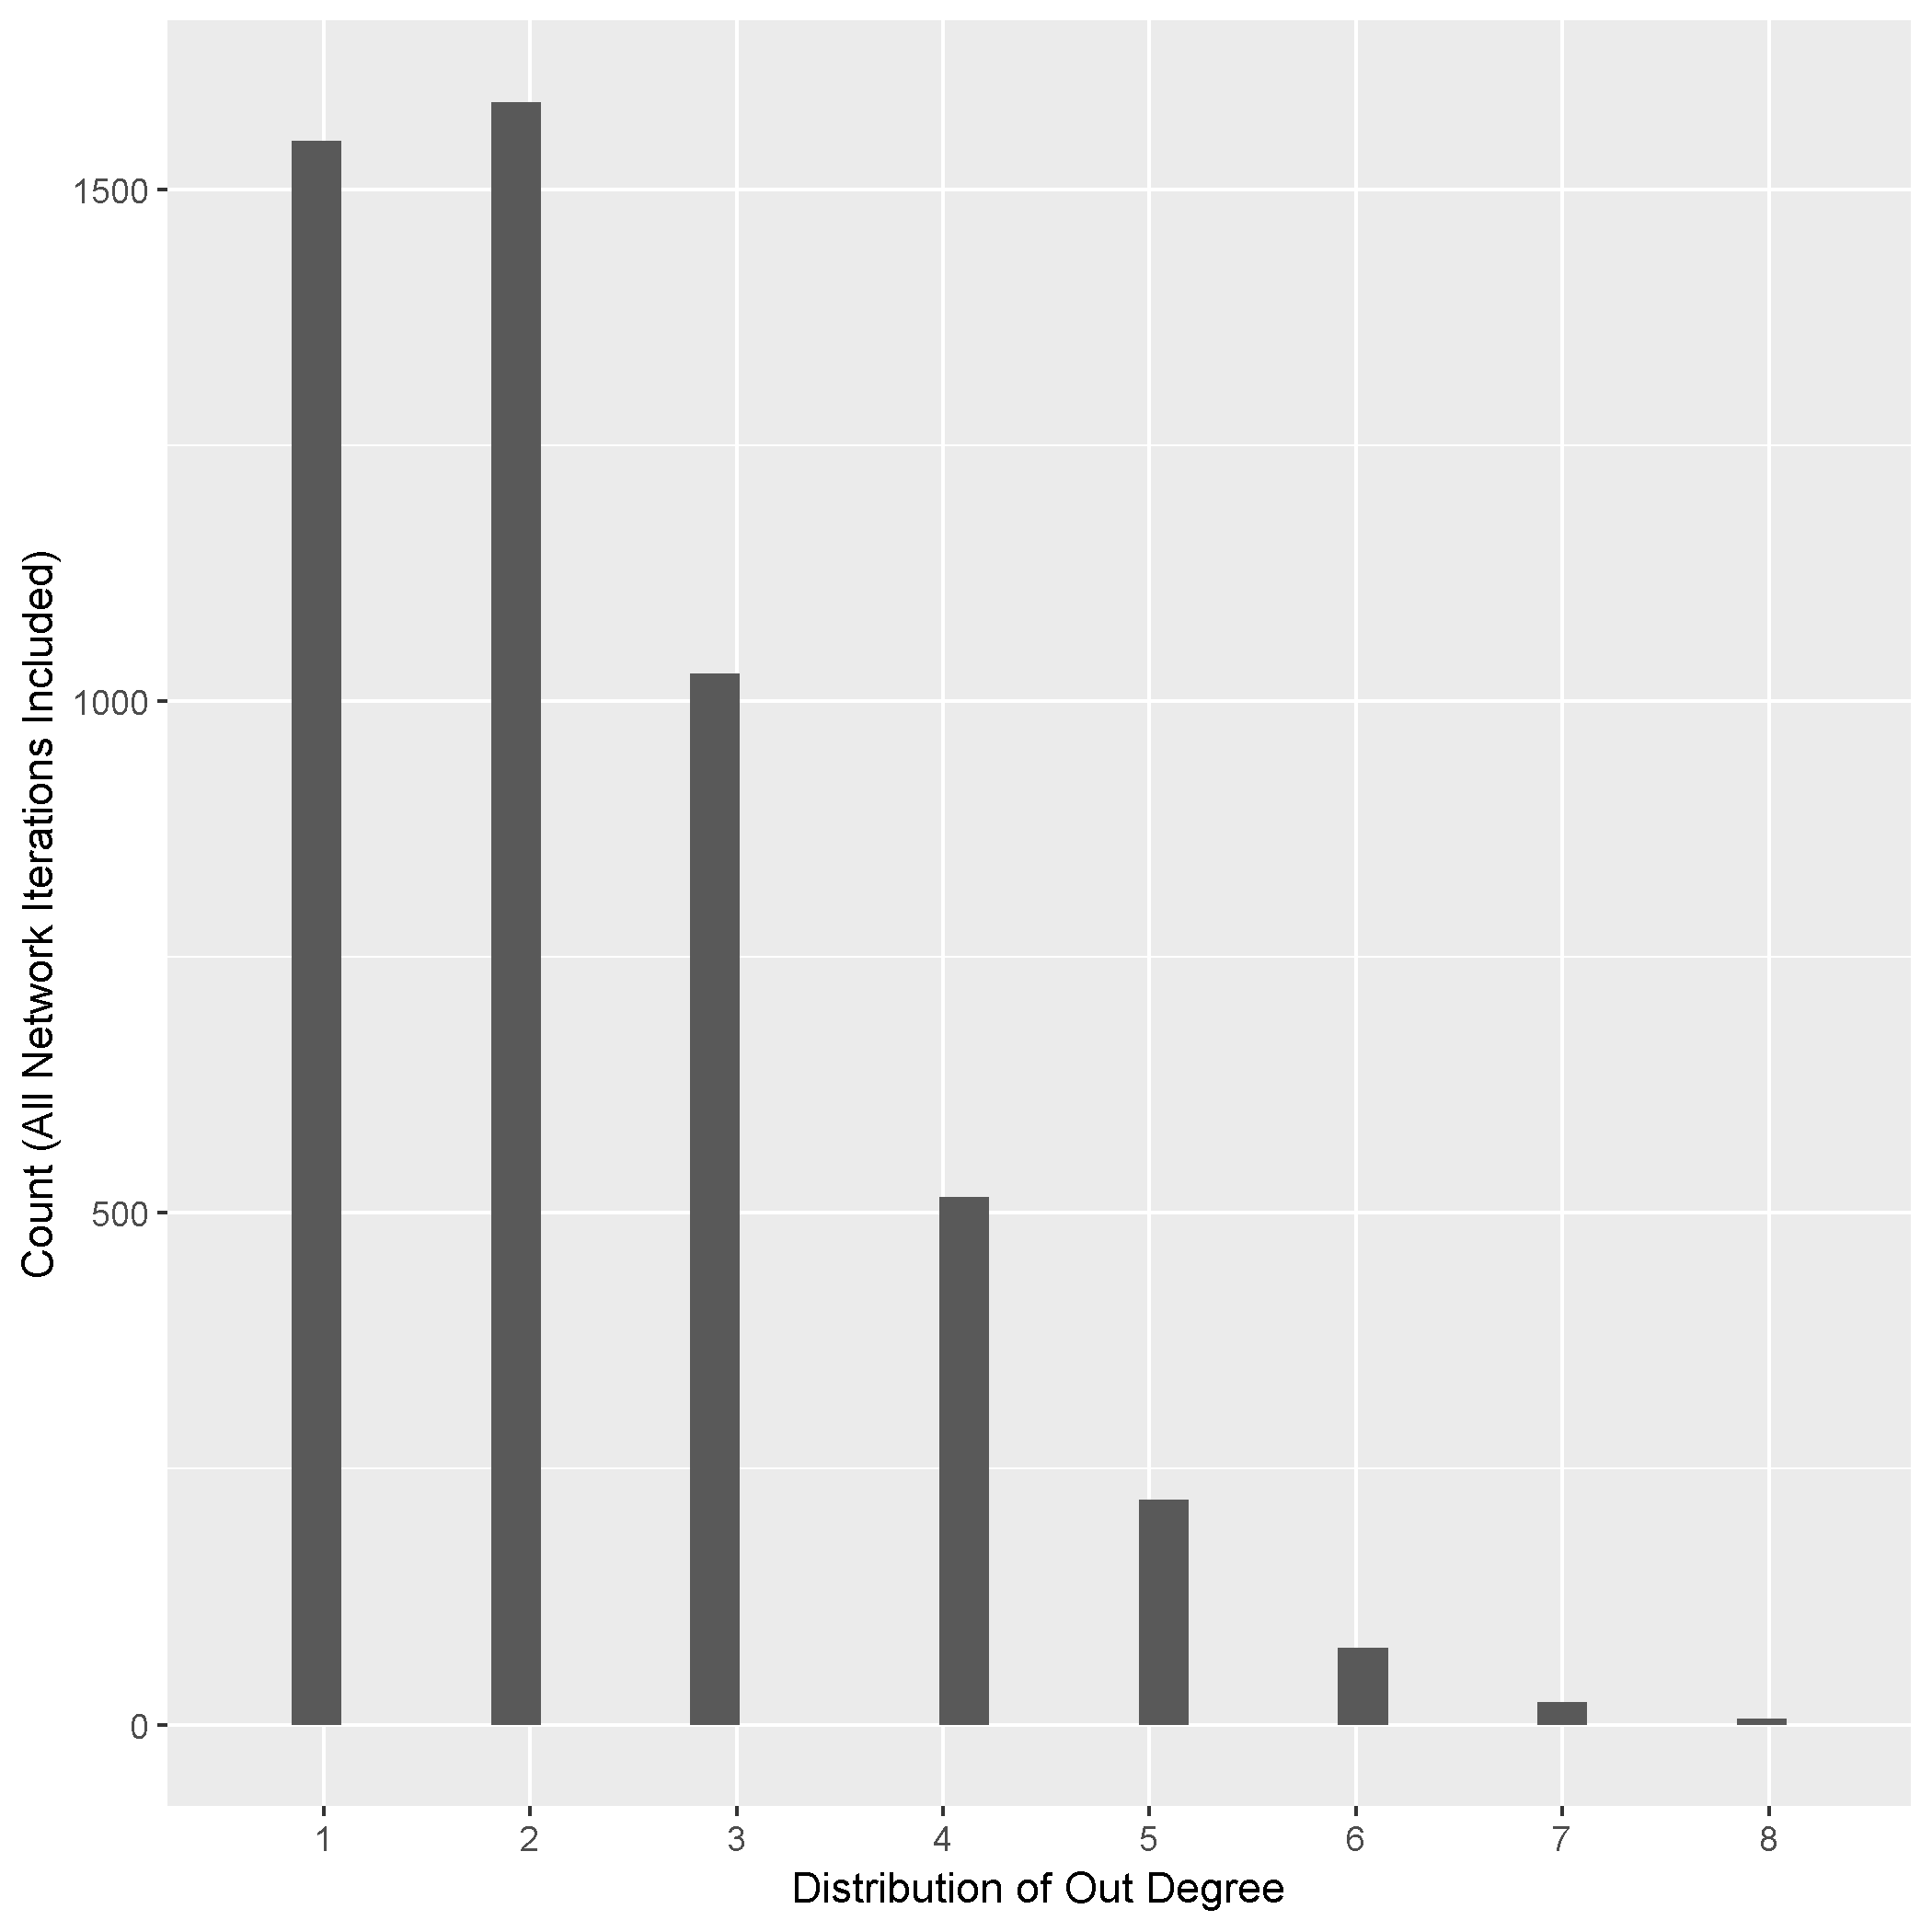 Count (All Network Iterations Included)
1500
1000
500
0
1 2 3 4 5 6 7 8
Distribution of Out Degree